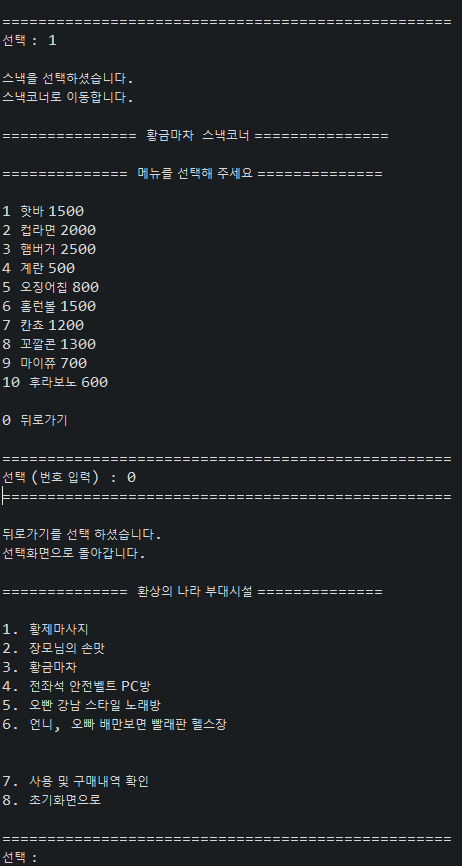 ==================================================
선택 : 1
스낵을 선택하셨습니다.
스낵코너로 이동합니다.
=============== 황금마차 스낵코너 ===============
============== 메뉴를 선택해 주세요 ==============
1 핫바 1500
2 컵라면 2000
3 햄버거 2500
4 계란 500
5 오징어칩 800
6 홈런볼 1500
7 칸쵸 1200
8 꼬깔콘 1300
9 마이쮸 700
10 후라보노 600
0 뒤로가기
==================================================
선택 (번호 입력) : 0
==================================================
뒤로가기를 선택 하셨습니다.
선택화면으로 돌아갑니다.
============== 환상의 나라 부대시설 ==============
1. 황제마사지
2. 장모님의 손맛
3. 황금마차
4. 전좌석 안전벨트 PC방
5. 오빤 강남 스타일 노래방
6. 언니, 오빠 배만보면 빨래판 헬스장
7. 사용 및 구매내역 확인
8. 초기화면으로
==================================================
선택 :